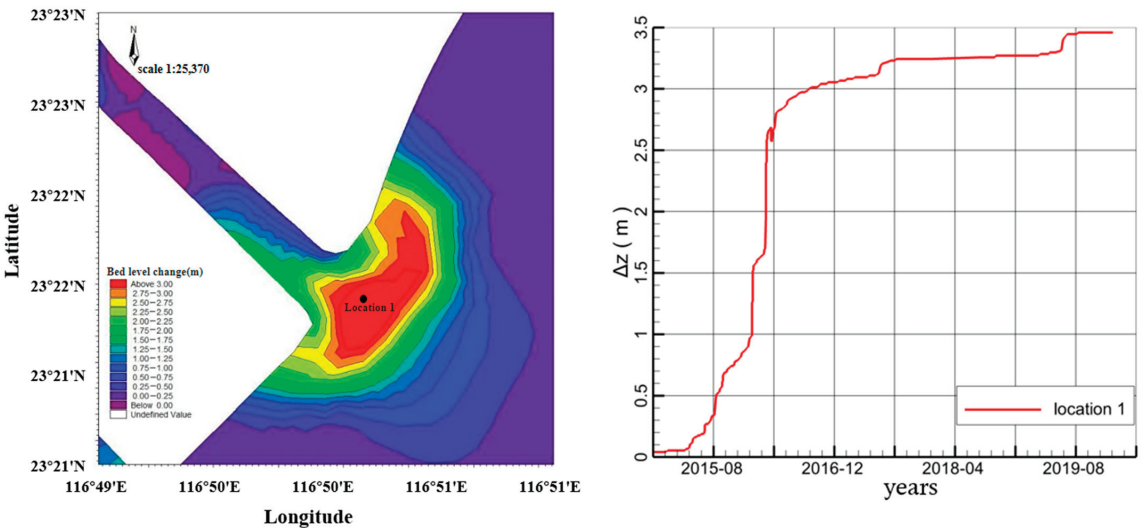 23°23'N
23°23'N
23°22'N
23°22'N
23°21'N
23°21'N
Latitude
N
scale 1:25,370
Bed level change(m)
Above 3.00
2.75-3.00
2.50-2.75
2.25-2.50
2.00-2.25
1.75-2.00
1.50-1.75
1.25-1.50
1.00-1.25
0.75-1.00
0.50-0.75
0.25-0.50
0.00-0.25
Below 0.00
Undefined Value
Location 1
116°49'E 116°50'E 116°50'E 116°51'E 116°51'E
Longitude
Δz ( m )
3.5
3
2.5
2
1.5
1
0.5
0
location 1
2015-08 2016-12 2018-04 2019-08
years